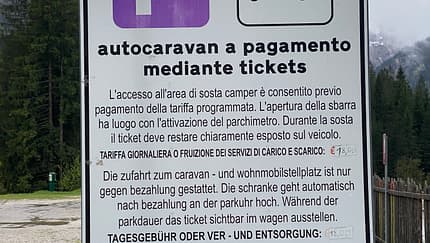 autocaravan a pagamento
mediante tickets
L'accesso all'area di sosta camper è consentito previo
pagamento della tariffa programmata. L'apertura della sbarra
ha luogo con l'attivazione del parchimetro. Durante la sosta
il ticket deve restare chiaramente esposto sul veicolo.
TARIFFA GIORNALIERA O FRUIZIONE DEI SERVIZI DI CARICO E SCARICO: €
Die zufahrt zum caravan - und wohnmobilstellplatz ist nur
gegen bezahlung gestattet. Die schranke geht automatisch
nach bezahlung an der parkuhr hoch. Während der
parkdauer das ticket sichtbar im wagen ausstellen.
TAGESGEBÜHR ODER VER - UND ENTSORGUNG: €